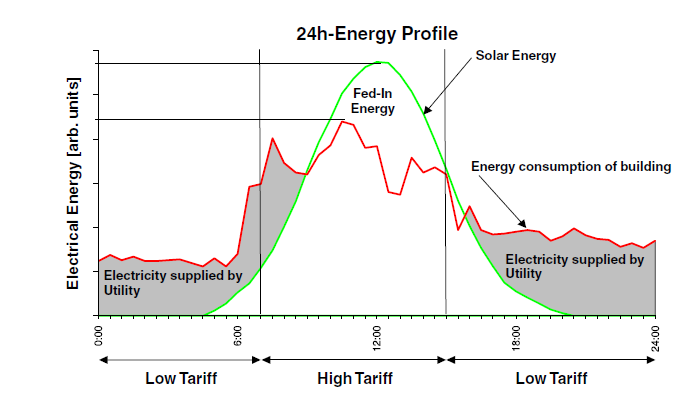 24h-Energy Profile
Solar Energy
Fed-In
Energy
Electrical Energy [arb. units]
Energy consumption of building
Electricity supplied by
Utility
Electricity supplied by
Utility
0:00
6:00
12:00
18:00
24:00
Low Tariff
High Tariff
Low Tariff